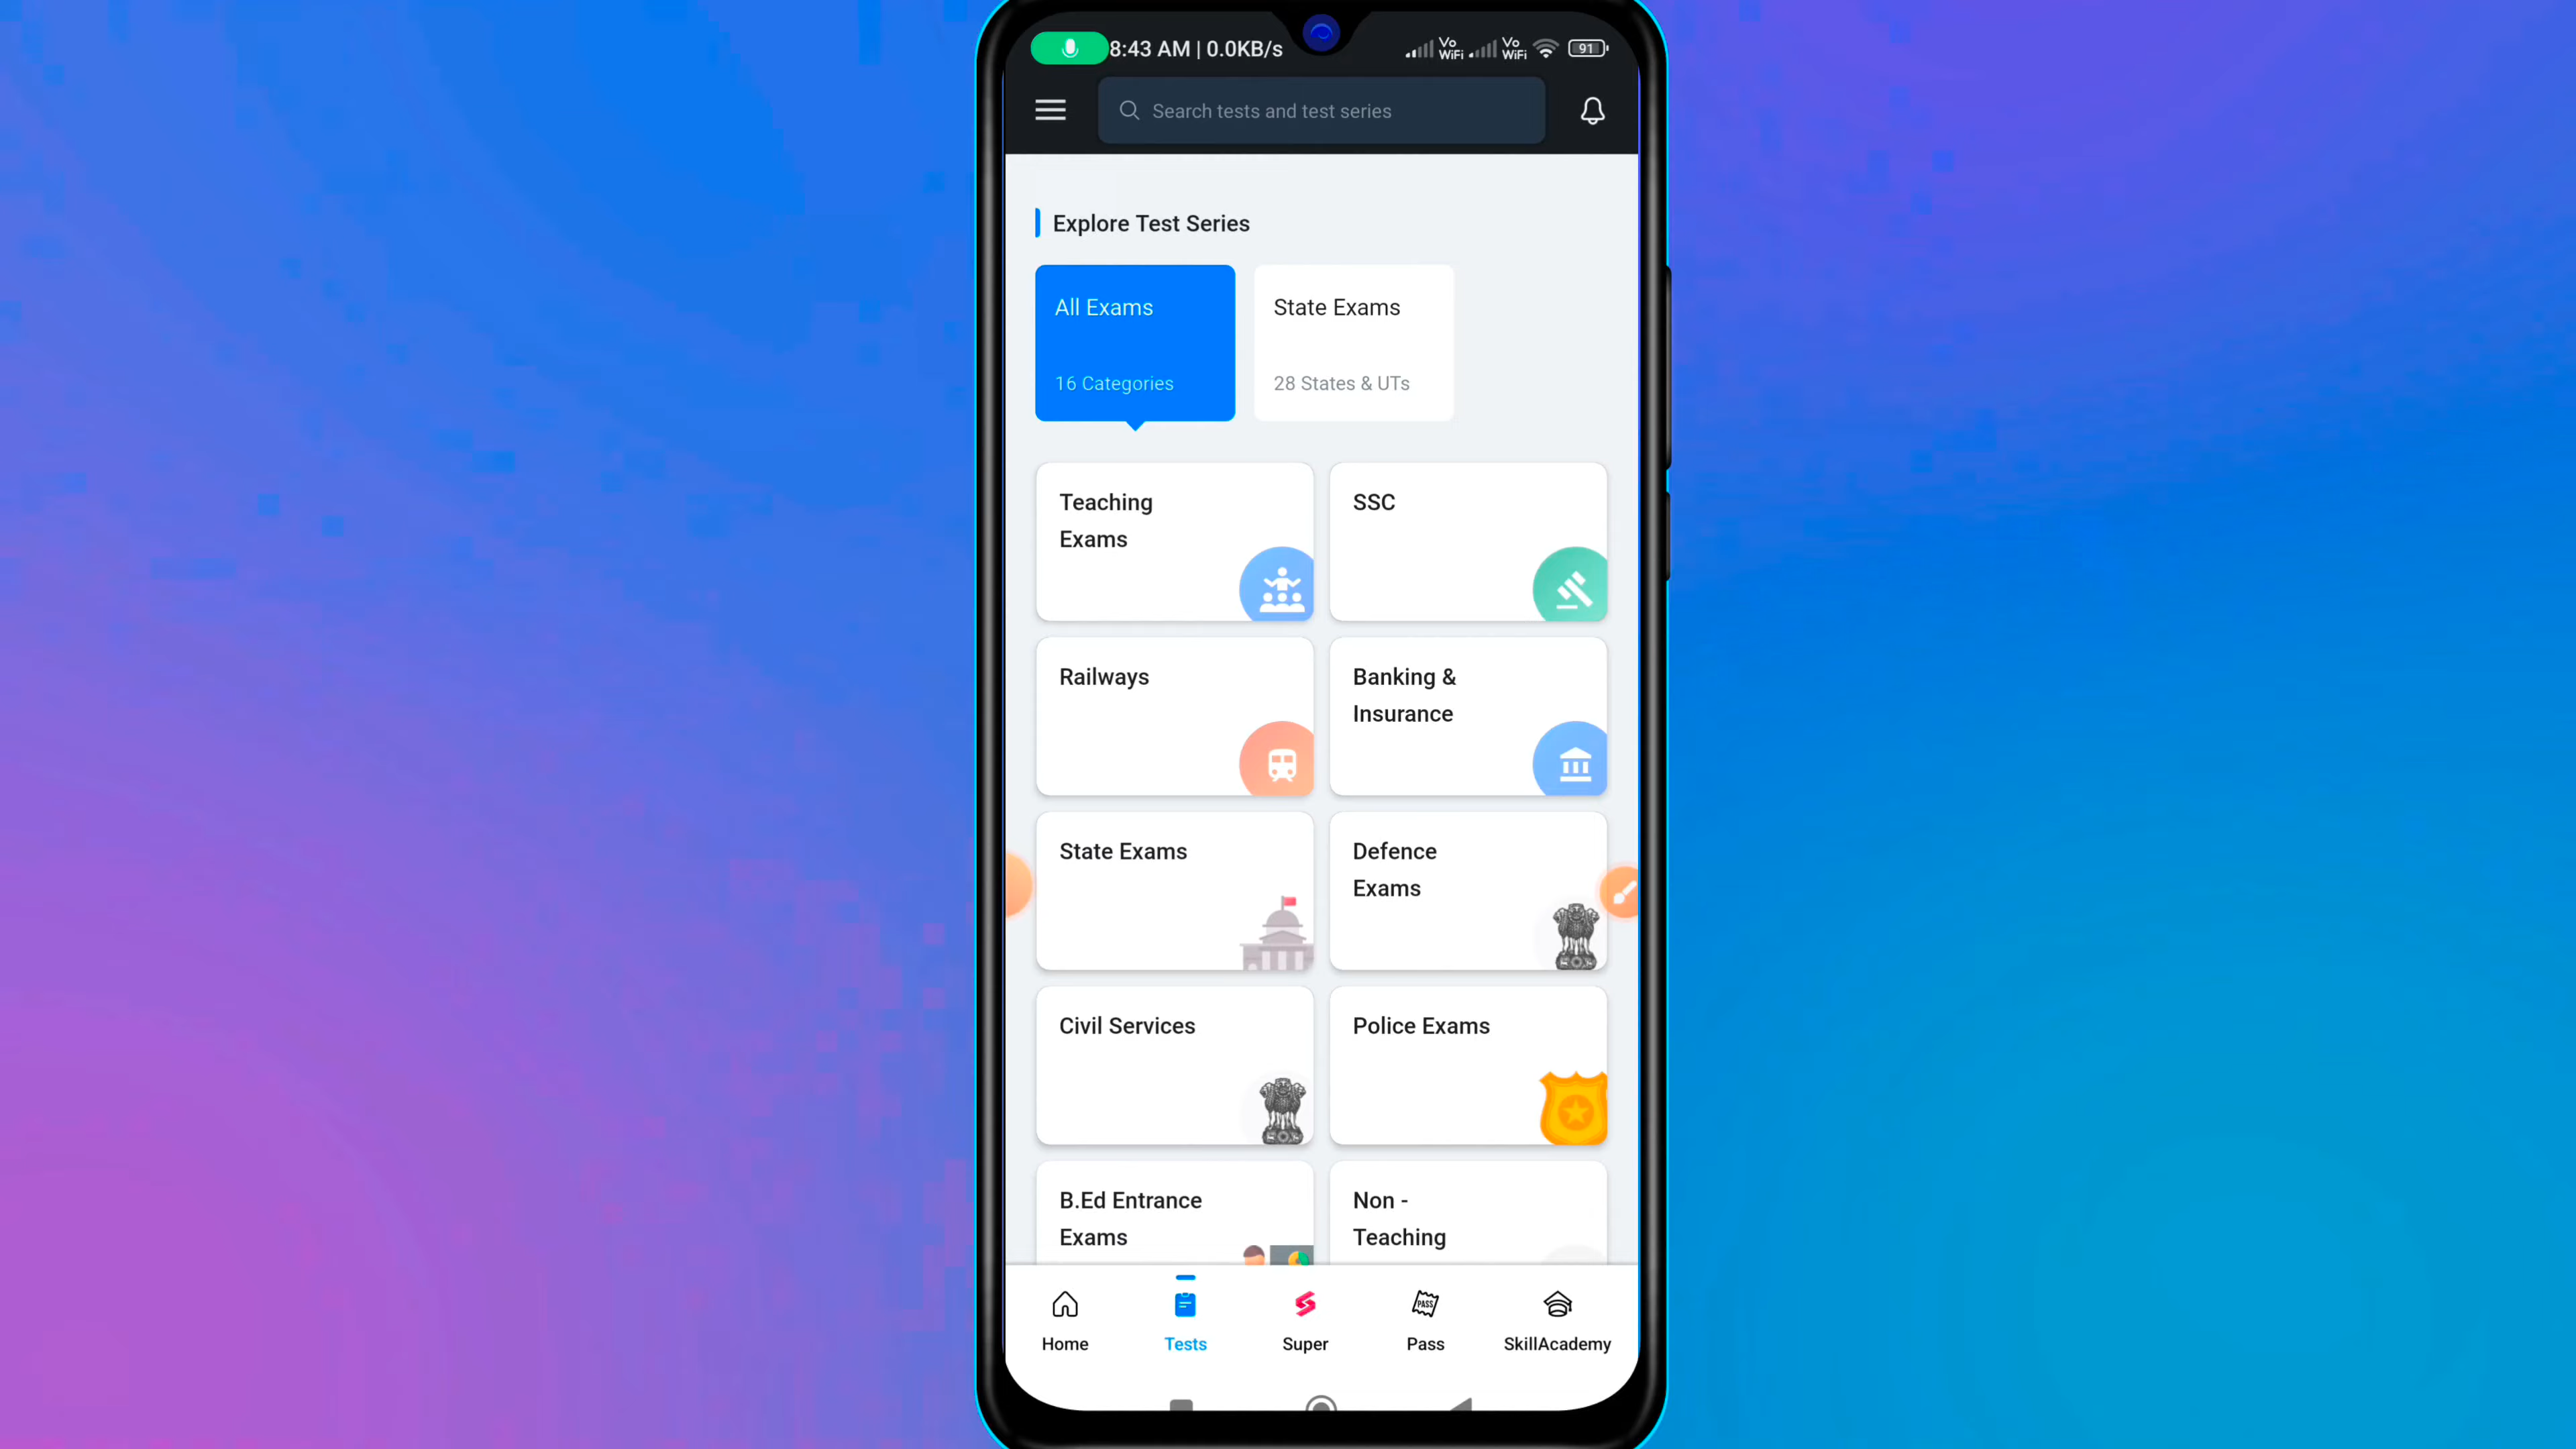 8:43 AM | 0.0KB/s
Vo WiFi Vo WiFi 91
Search tests and test series
Explore Test Series
All Exams
16 Categories
State Exams
28 States & UTs
Teaching
Exams
SSC
Railways
Banking &
Insurance
State Exams
Defence
Exams
Civil Services
Police Exams
B.Ed Entrance
Exams
Non -
Teaching
PASS
Home
Tests
Super
Pass
SkillAcademy